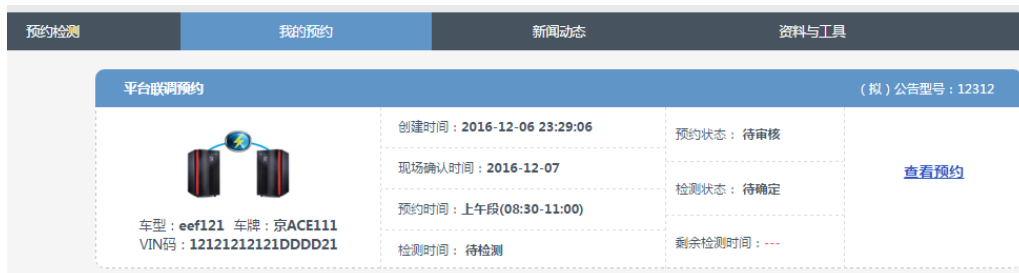 预约检测 我的预约 新闻动态 资料与工具
平台联调预约 （拟）公告型号：12312
创建时间：2016-12-06 23:29:06
现场确认时间：2016-12-07
预约时间：上午段(08:30-11:00)
检测时间： 待检测
预约状态： 待审核
检测状态： 待确定
剩余检测时间：---
查看预约
车型：eef121 车牌：京ACE111
VIN码：12121212121DDDD21